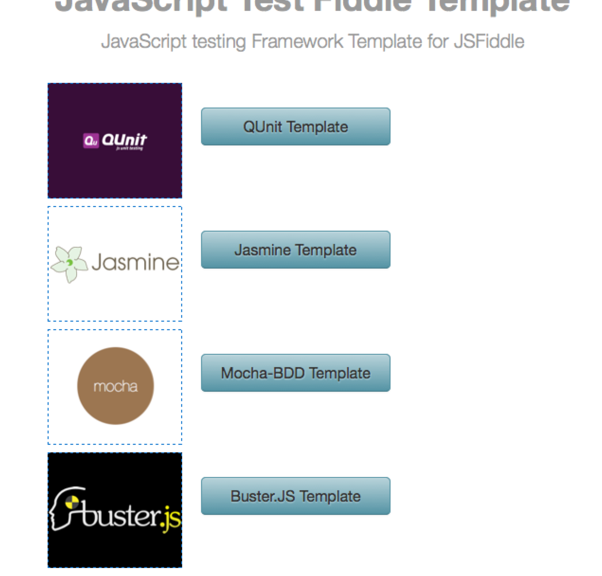 JavaScript Test Fiddle Template
JavaScript testing Framework Template for JSFiddle
Qu QUnit
js unit testing
QUnit Template
Jasmine
Jasmine Template
mocha
Mocha-BDD Template
buster.js
Buster.JS Template